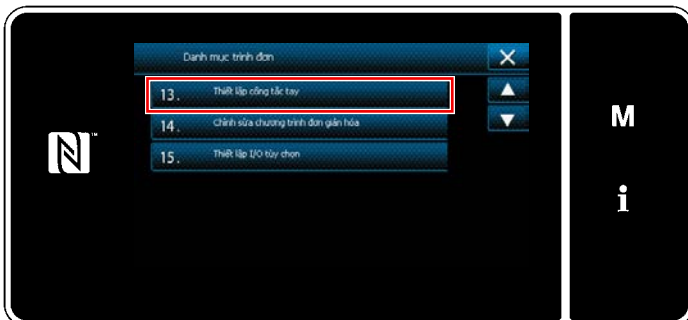 Danh mục trình đơn
13. Thiết lập công tắc tay
14. Chỉnh sửa chương trình đơn giản hóa
15. Thiết lập I/O tùy chọn
M
i